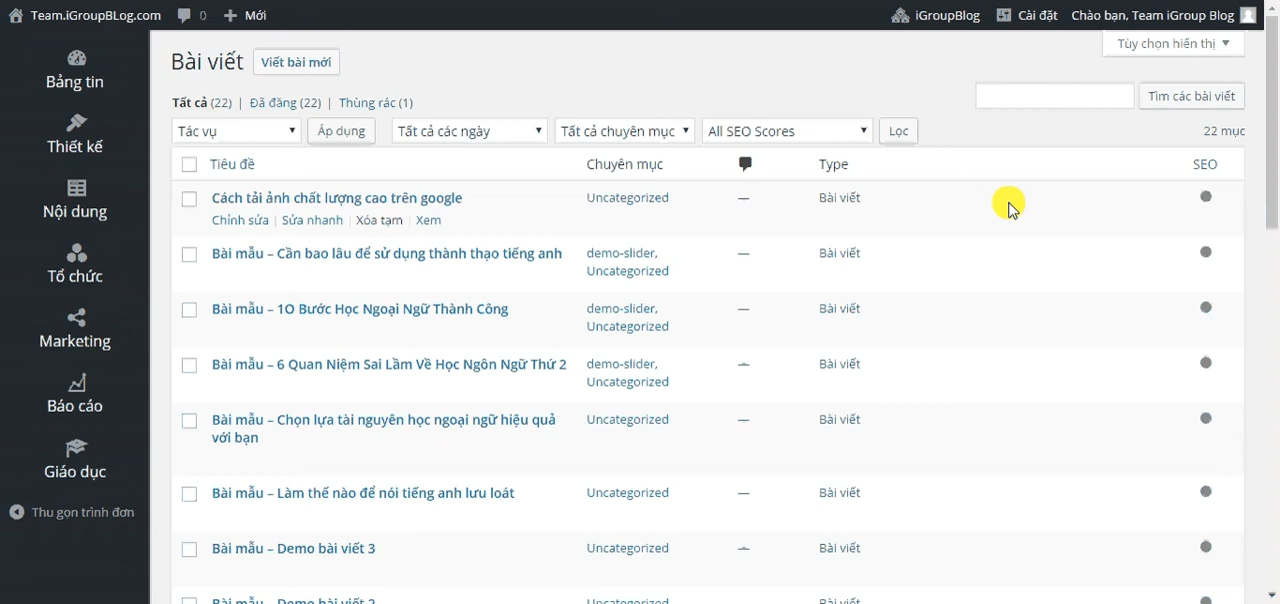 Team.iGroupBLog.com 0 Mới iGroupBlog Cài đặt Chào bạn, Team iGroup Blog
Bảng tin
Thiết kế
Nội dung
Tổ chức
Marketing
Báo cáo
Giáo dục
Thu gọn trình đơn
Tùy chọn hiển thị
Bài viết Viết bài mới
Tất cả (22) | Đã đăng (22) | Thùng rác (1)
Tìm các bài viết
Tác vụ Áp dụng Tất cả các ngày Tất cả chuyên mục All SEO Scores Lọc 22 mục
Tiêu đề Chuyên mục Type SEO
Cách tải ảnh chất lượng cao trên google Uncategorized — Bài viết
Chỉnh sửa | Sửa nhanh | Xóa tạm | Xem
Bài mẫu – Cần bao lâu để sử dụng thành thạo tiếng anh demo-slider, — Bài viết
Uncategorized
Bài mẫu – 1O Bước Học Ngoại Ngữ Thành Công demo-slider, — Bài viết
Uncategorized
Bài mẫu – 6 Quan Niệm Sai Lầm Về Học Ngôn Ngữ Thứ 2 demo-slider, — Bài viết
Uncategorized
Bài mẫu – Chọn lựa tài nguyên học ngoại ngữ hiệu quả Uncategorized — Bài viết
với bạn
Bài mẫu – Làm thế nào để nói tiếng anh lưu loát Uncategorized — Bài viết
Bài mẫu – Demo bài viết 3 Uncategorized — Bài viết
Bài mẫu – Demo bài viết 2 Uncategorized Bài viết